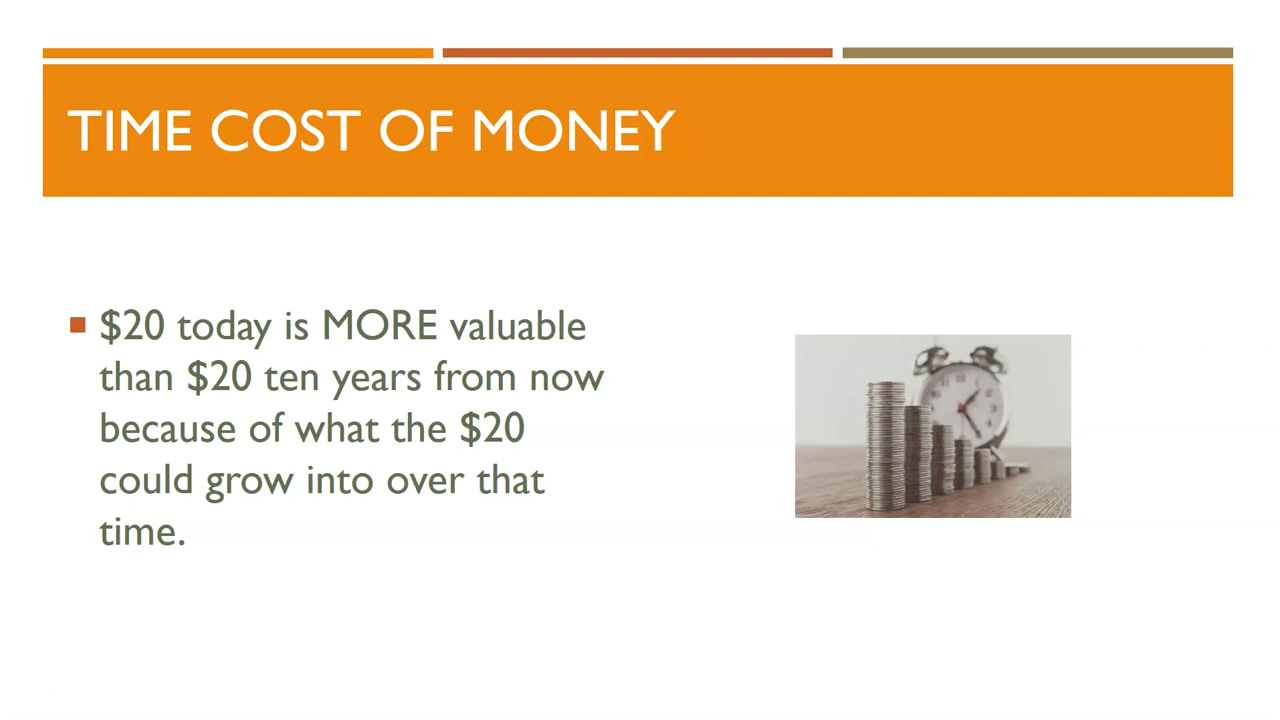 TIME COST OF MONEY
$20 today is MORE valuable
than $20 ten years from now
because of what the $20
could grow into over that
time.